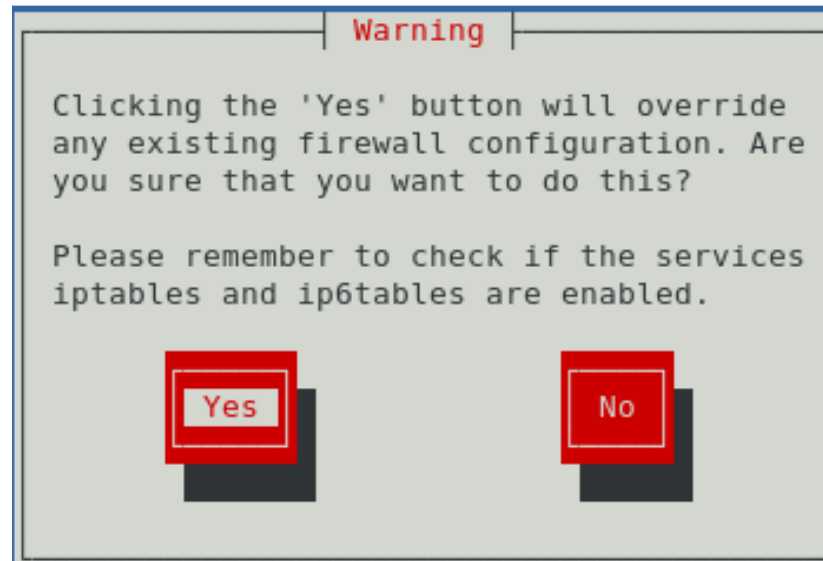 Warning
Clicking the 'Yes' button will override
any existing firewall configuration. Are
you sure that you want to do this?
Please remember to check if the services
iptables and ip6tables are enabled.
Yes No